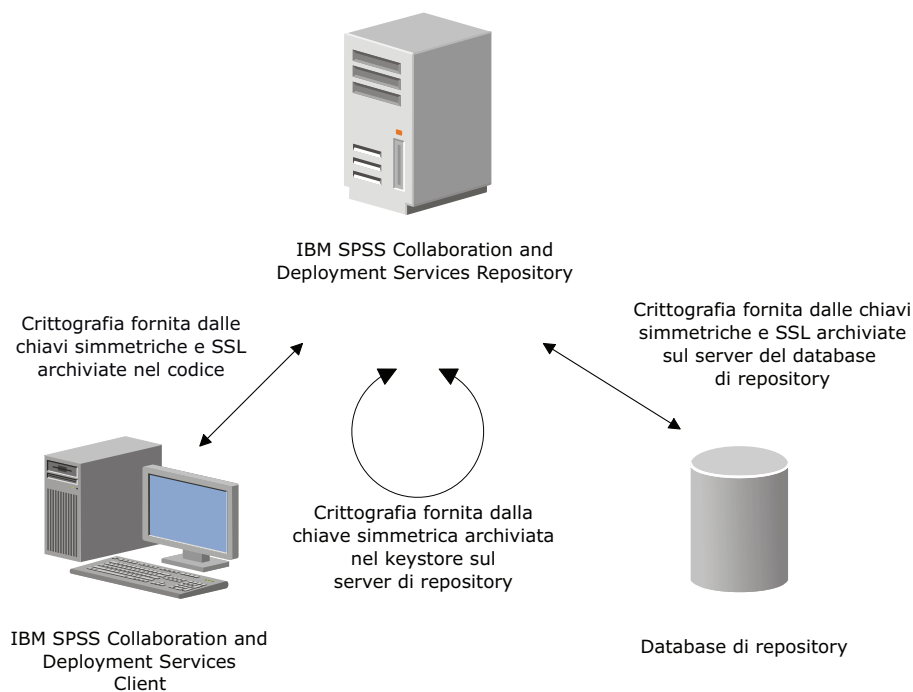 IBM SPSS Collaboration and
Deployment Services Repository
Crittografia fornita dalle
chiavi simmetriche e SSL
archiviate nel codice
Crittografia fornita dalle chiavi
simmetriche e SSL archiviate
sul server del database
di repository
Crittografia fornita dalla
chiave simmetrica archiviata
nel keystore sul
server di repository
IBM SPSS Collaboration and
Deployment Services
Client
Database di repository